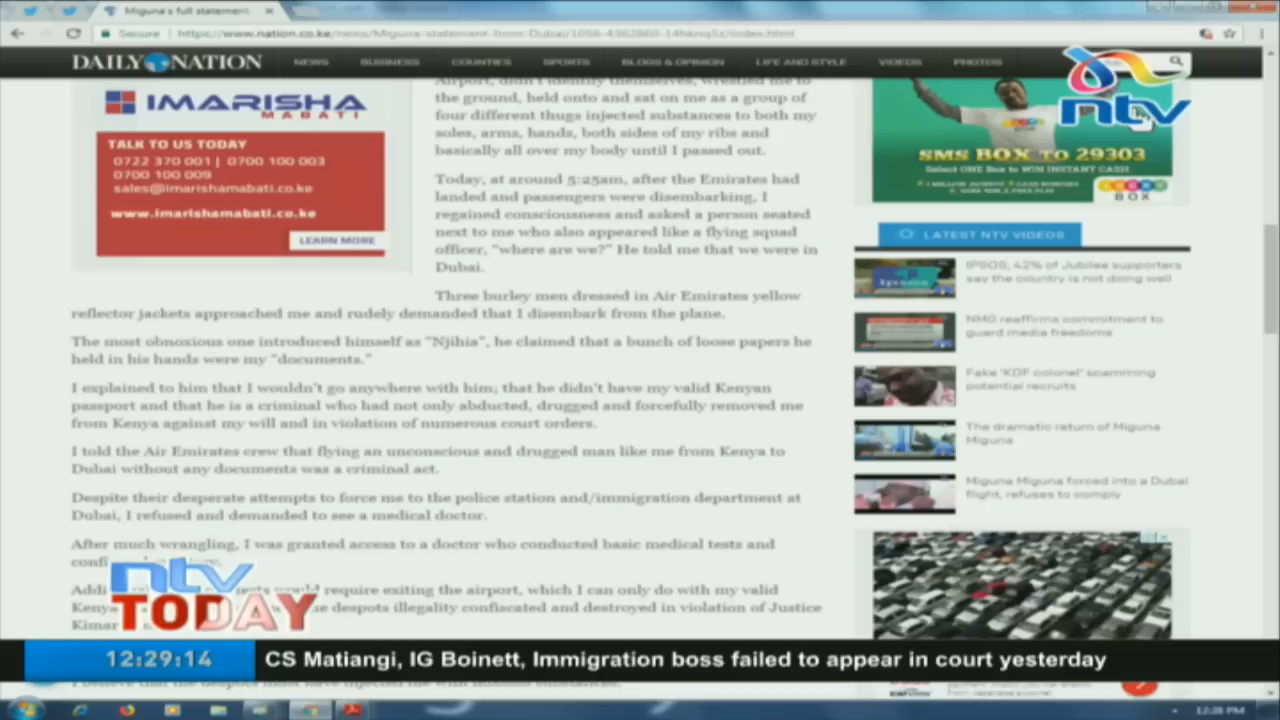 Miguna's full statement
Secure
https://www.nation.co.ke/news/Miguna-statement-from-Dubai/1056-4362860-14hknq5z/index.html
DAILY NATION
NEWS
BUSINESS
COUNTIES
SPORTS
BLOGS & OPINION
LIFE AND STYLE
VIDEOS
PHOTOS
ntv
IMARISHA
MABATI
TALK TO US TODAY
0722 370 001 | 0700 100 003
0700 100 009
sales@imarishamabati.co.ke
www.imarishamabati.co.ke
LEARN MORE
Airport, didn't identify themselves, wrestled me to
the ground, held onto and sat on me as a group of
four different thugs injected substances to both my
soles, arms, hands, both sides of my ribs and
basically all over my body until I passed out.
Today, at around 5:25am, after the Emirates had
landed and passengers were disembarking, I
regained consciousness and asked a person seated
next to me who also appeared like a flying squad
officer, "where are we?" He told me that we were in
Dubai.
Three burley men dressed in Air Emirates yellow
reflector jackets approached me and rudely demanded that I disembark from the plane.
The most obnoxious one introduced himself as "Njihia", he claimed that a bunch of loose papers he
held in his hands were my "documents."
I explained to him that I wouldn't go anywhere with him; that he didn't have my valid Kenyan
passport and that he is a criminal who had not only abducted, drugged and forcefully removed me
from Kenya against my will and in violation of numerous court orders.
I told the Air Emirates crew that flying an unconscious and drugged man like me from Kenya to
Dubai without any documents was a criminal act.
Despite their desperate attempts to force me to the police station and/immigration department at
Dubai, I refused and demanded to see a medical doctor.
After much wrangling, I was granted access to a doctor who conducted basic medical tests and
confi
Addi would require exiting the airport, which I can only do with my valid
Kenya despots illegality confiscated and destroyed in violation of Justice
Kimar
SMS BOX TO 29303
Select ONE Box to WIN INSTANT CASH
BOX
LATEST NTV VIDEOS
IPSOS, 42% of Jubilee supporters
say the country is not doing well
NMG reaffirms commitment to
guard media freedoms
Fake 'KDF colonel' scamming
potential recruits
The dramatic return of Miguna
Miguna
Miguna Miguna forced into a Dubai
flight, refuses to comply
ntv
TODAY
12:29:14
CS Matiangi, IG Boinett, Immigration boss failed to appear in court yesterday
12:28 PM